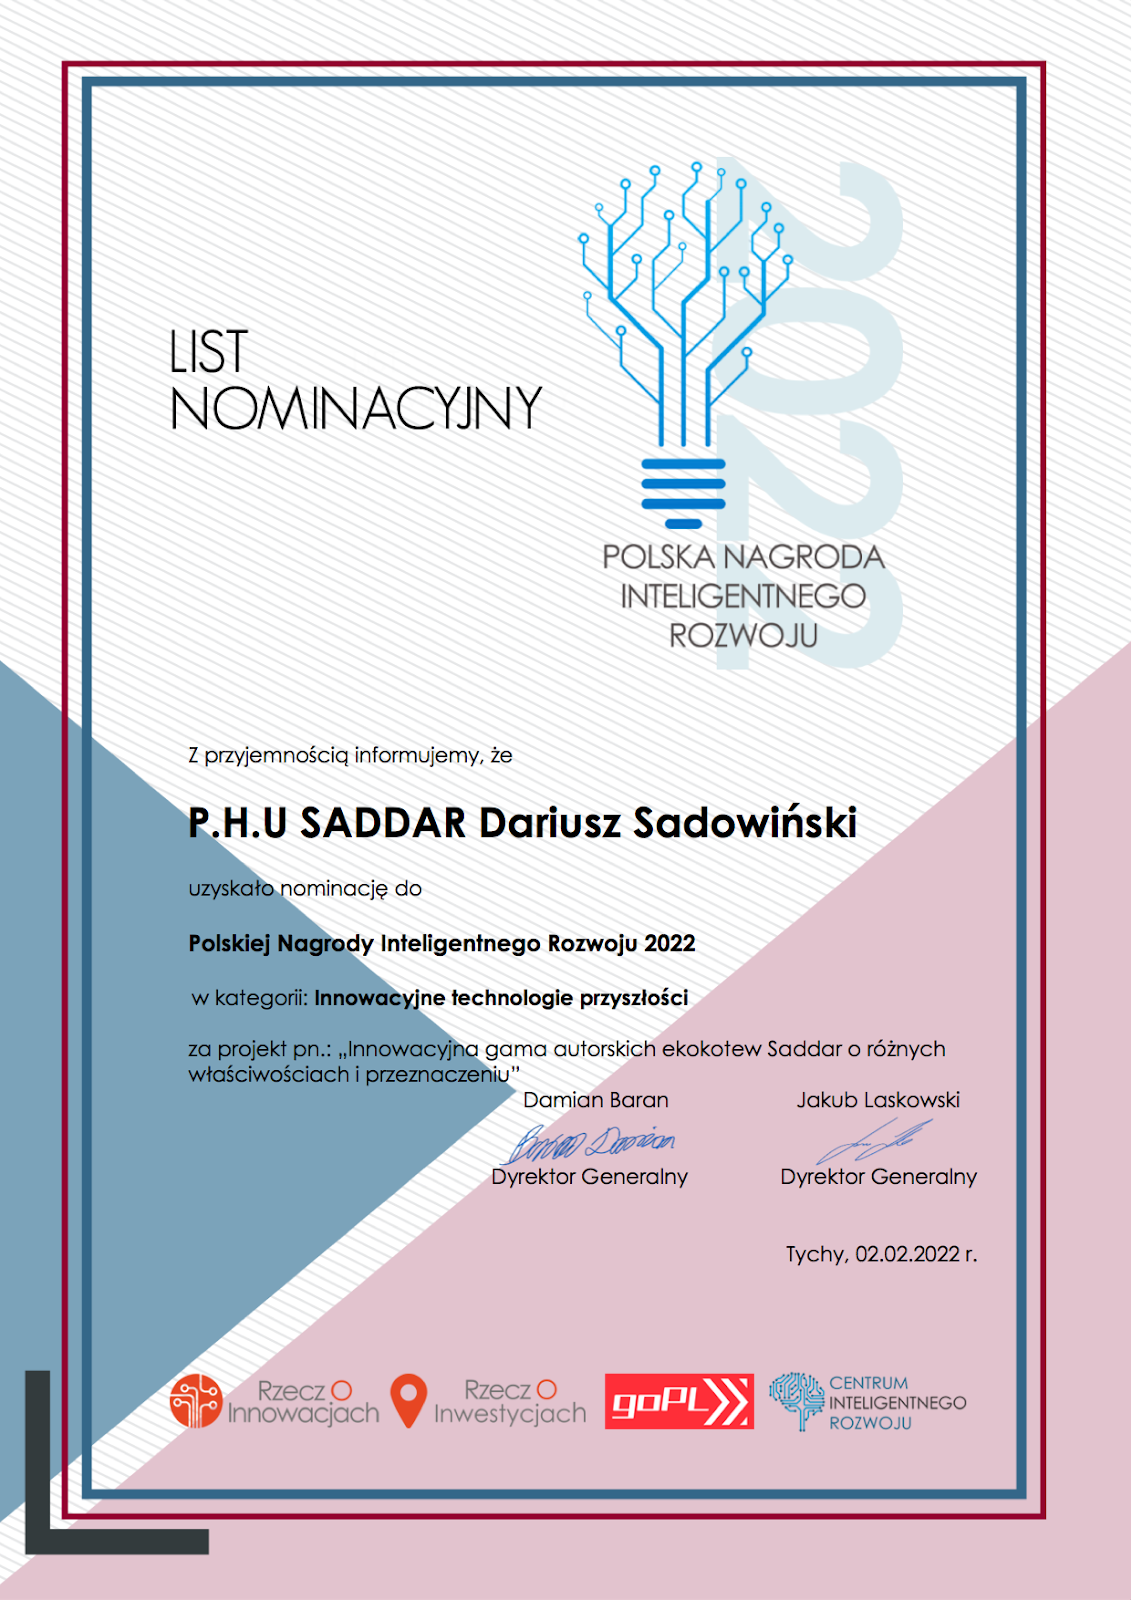 LIST
NOMINACYJNY
2022
POLSKA NAGRODA
INTELIGENTNEGO
ROZWOJU
Z przyjemnością informujemy, że
P.H.U SADDAR Dariusz Sadowiński
uzyskało nominację do
Polskiej Nagrody Inteligentnego Rozwoju 2022
w kategorii: Innowacyjne technologie przyszłości
za projekt pn.: „Innowacyjna gama autorskich ekokotew Saddar o różnych
właściwościach i przeznaczeniu”
Damian Baran Jakub Laskowski
Baran Damian
Dyrektor Generalny Dyrektor Generalny
Tychy, 02.02.2022 r.
Rzecz O
Innowacjach
Rzecz O
Inwestycjach
goPL
CENTRUM
INTELIGENTNEGO
ROZWOJU